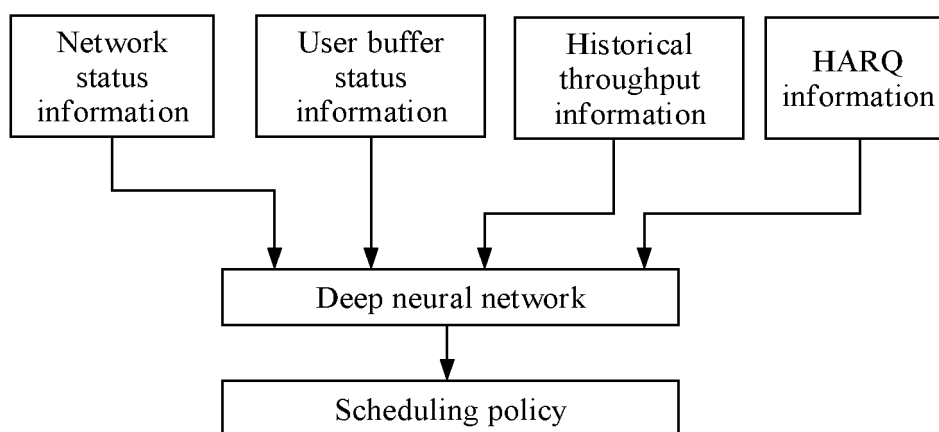 Network
status
information
User buffer
status
information
Historical
throughput
information
HARQ
information
Deep neural network
Scheduling policy